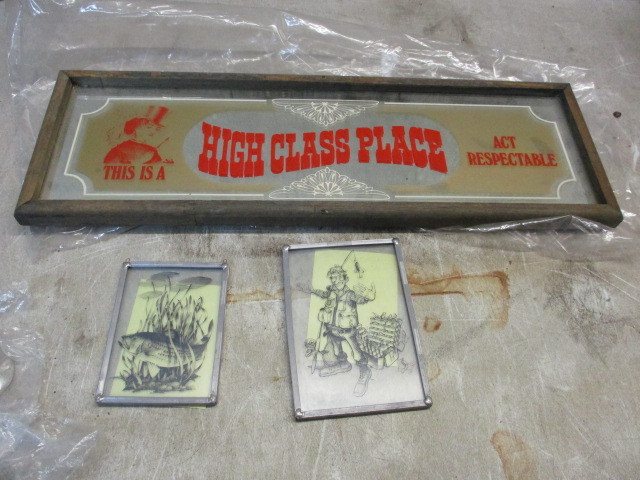 THIS IS A
HIGH CLASS PLACE
ACT
RESPECTABLE